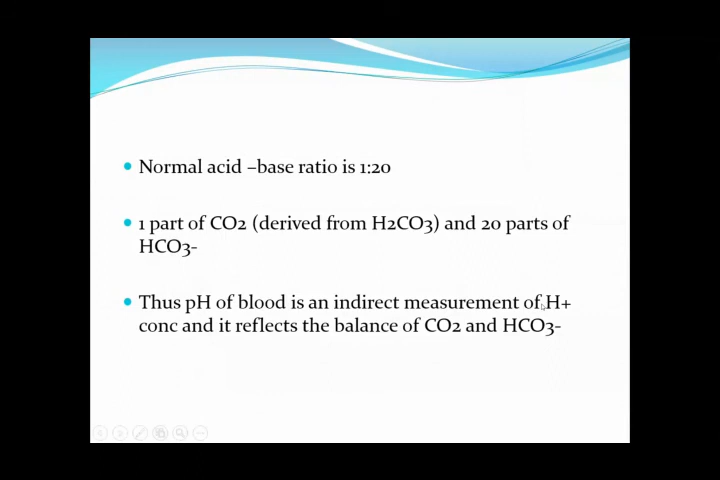 Normal acid –base ratio is 1:20
1 part of CO2 (derived from H2CO3) and 20 parts of
HCO3-
Thus pH of blood is an indirect measurement of H+
conc and it reflects the balance of CO2 and HCO3-